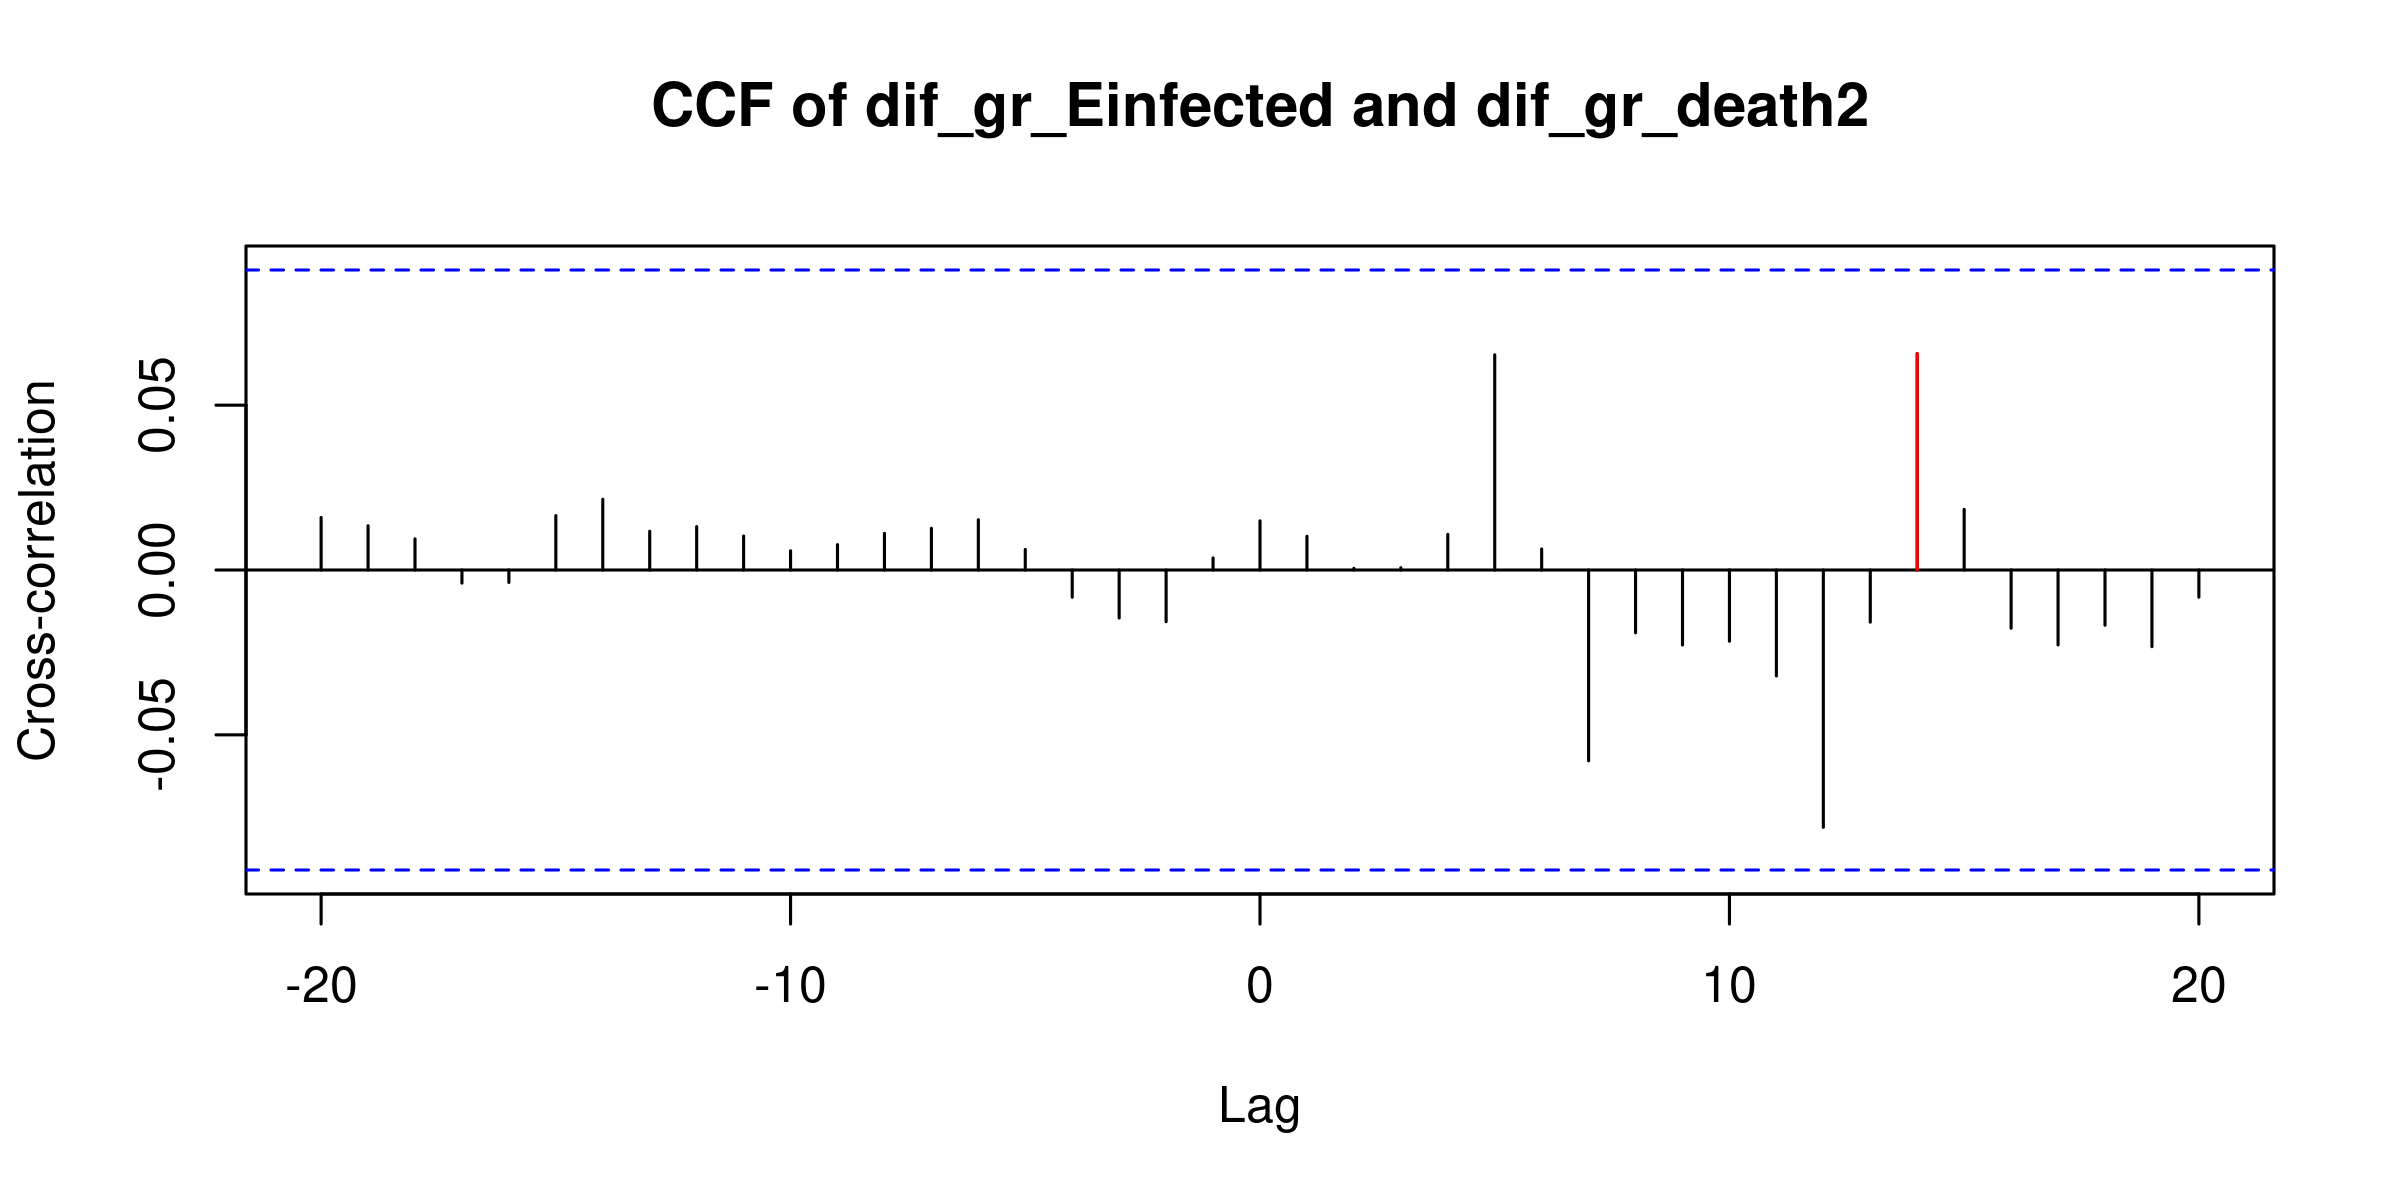 CCF of dif_gr_Einfected and dif_gr_death2
Cross-correlation
0.05
0.00
-0.05
-20 -10 0 10 20
Lag